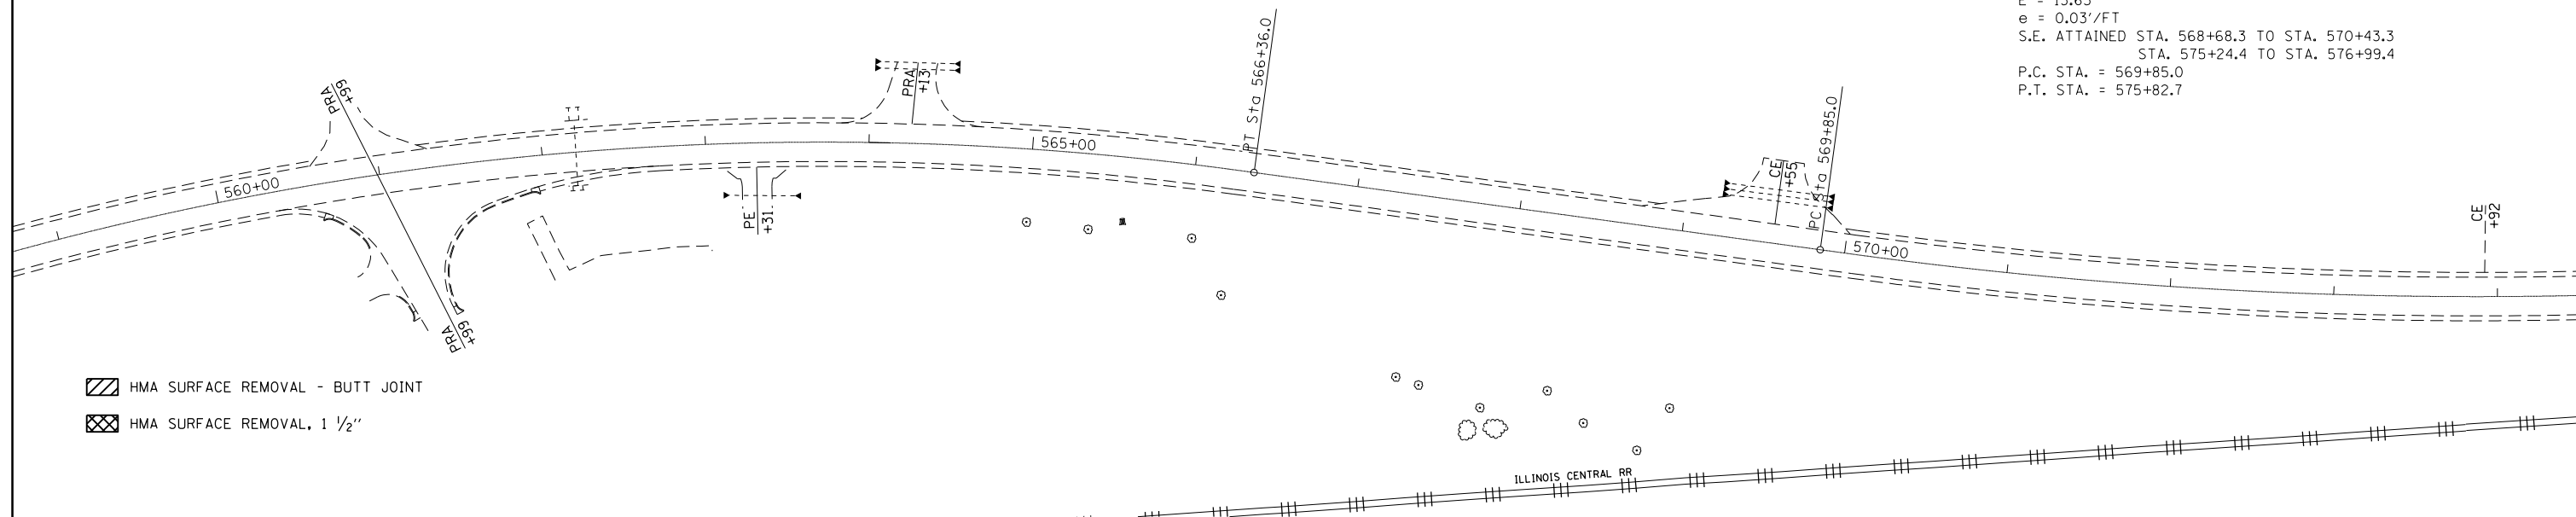 e = 0.03'/FT
S.E. ATTAINED STA. 568+68.3 TO STA. 570+43.3
STA. 575+24.4 TO STA. 576+99.4
P.C. STA. = 569+85.0
P.T. STA. = 575+82.7
PRA
+99
560+00
PRA
+99
PE
+31
PRA
+13
565+00
PT Sta 566+36.0
CE
+55
PC Sta 569+85.0
570+00
CE
+92
HMA SURFACE REMOVAL - BUTT JOINT
HMA SURFACE REMOVAL, 1 1/2"
ILLINOIS CENTRAL RR